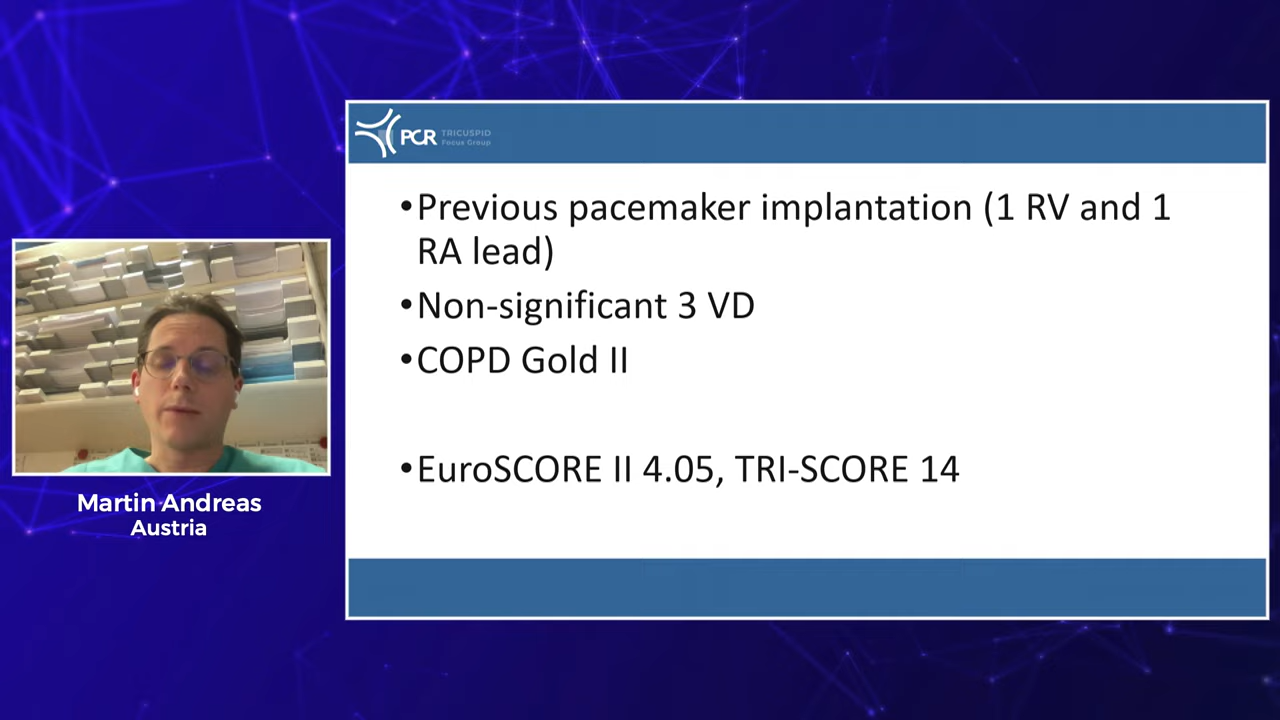 PCR TRICUSPID
Focus Group
•Previous pacemaker implantation (1 RV and 1
RA lead)
•Non-significant 3 VD
•COPD Gold II
•EuroSCORE II 4.05, TRI-SCORE 14
Martin Andreas
Austria